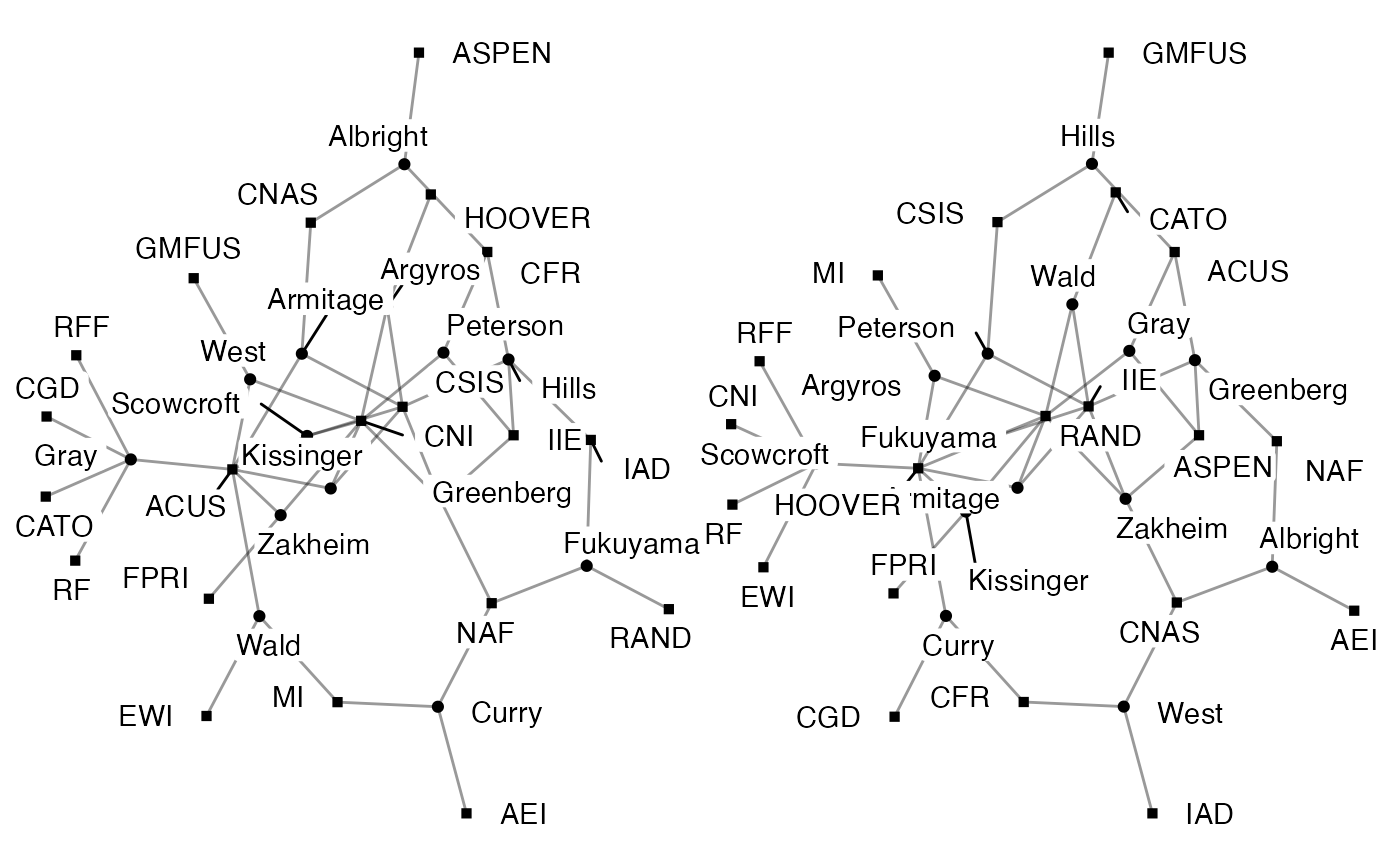 ASPEN
Albright
CNAS
HOOVER
GMFUS
Argyros
CFR
Armitage
RFF
Peterson
West
CGD
CSIS
Hills
Scowcroft
CNI
IIE
Gray
Kissinger
IAD
ACUS
Greenberg
CATO
Zakheim
Fukuyama
RF
FPRI
NAF
RAND
Wald
MI
EWI
Curry
AEI
GMFUS
Hills
CSIS
CATO
MI
Wald
ACUS
RFF
Peterson
Gray
CNI
Argyros
IIE
Greenberg
Scowcroft
Fukuyama
RAND
ASPEN
NAF
HOOVER
mitage
RF
Zakheim
Albright
FPRI
EWI
Kissinger
Curry
CNAS
AEI
CGD
CFR
West
IAD